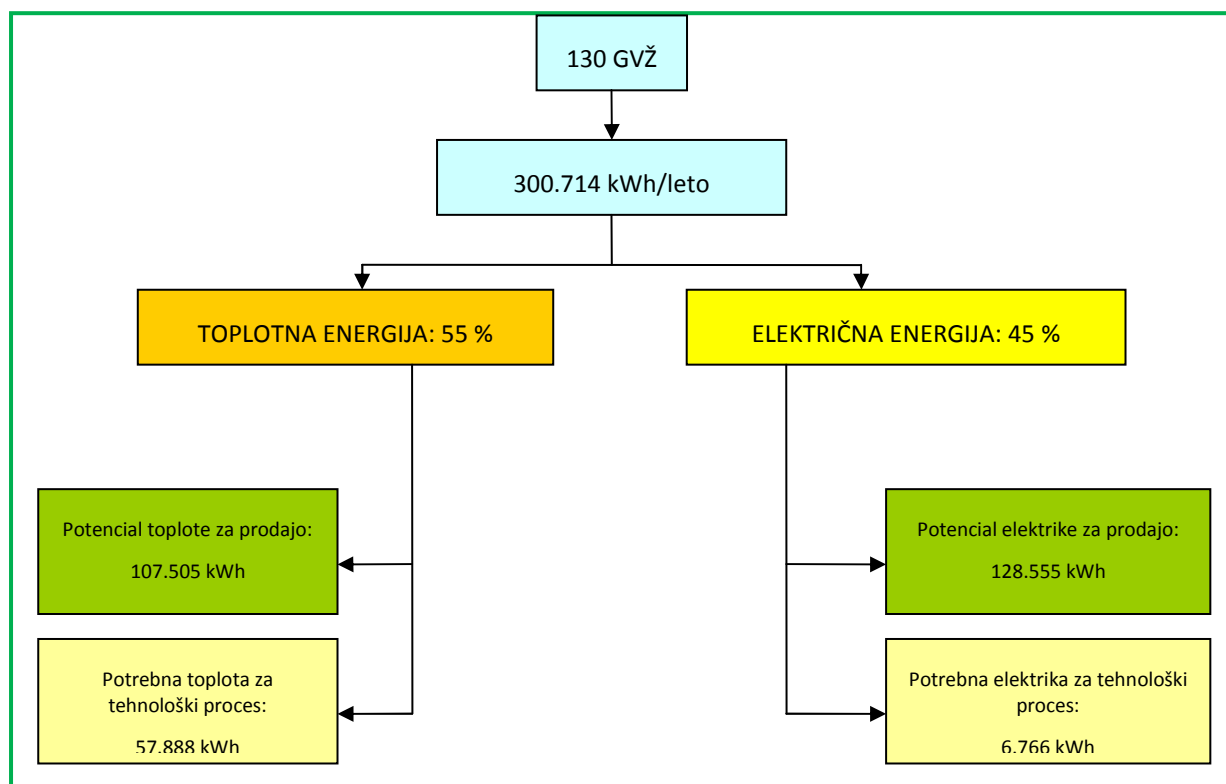 130 GVŽ
300.714 kWh/leto
TOPLOTNA ENERGIJA: 55 %
ELEKTRIČNA ENERGIJA: 45 %
Potencial toplote za prodajo:
107.505 kWh
Potencial elektrike za prodajo:
128.555 kWh
Potrebna toplota za
tehnološki proces:
57.888 kWh
Potrebna elektrika za tehnološki
proces:
6.766 kWh